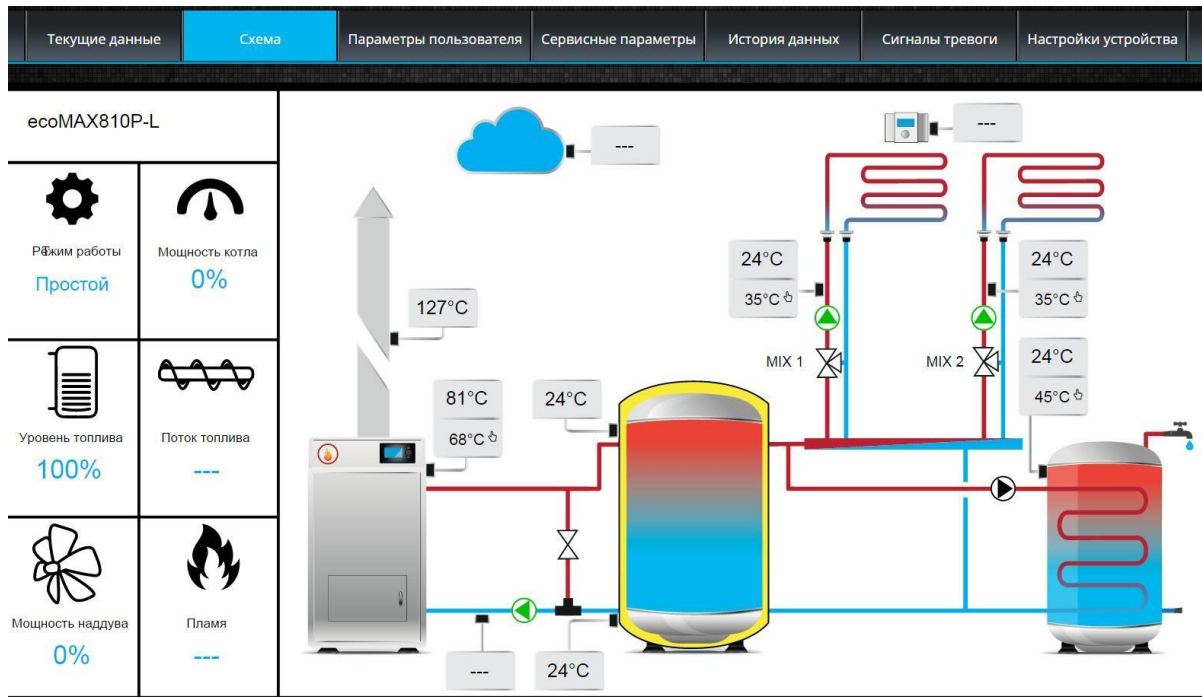 Текущие данные
Схема
Параметры пользователя
Сервисные параметры
История данных
Сигналы тревоги
Настройки устройства
ecoMAX810P-L
Режим работы
Простой
Мощность котла
0%
Уровень топлива
100%
Поток топлива
---
Мощность наддува
0%
Пламя
---
---
---
127°C
81°C
68°C
24°C
24°C
35°C
24°C
35°C
MIX 1
MIX 2
24°C
45°C
---
24°C